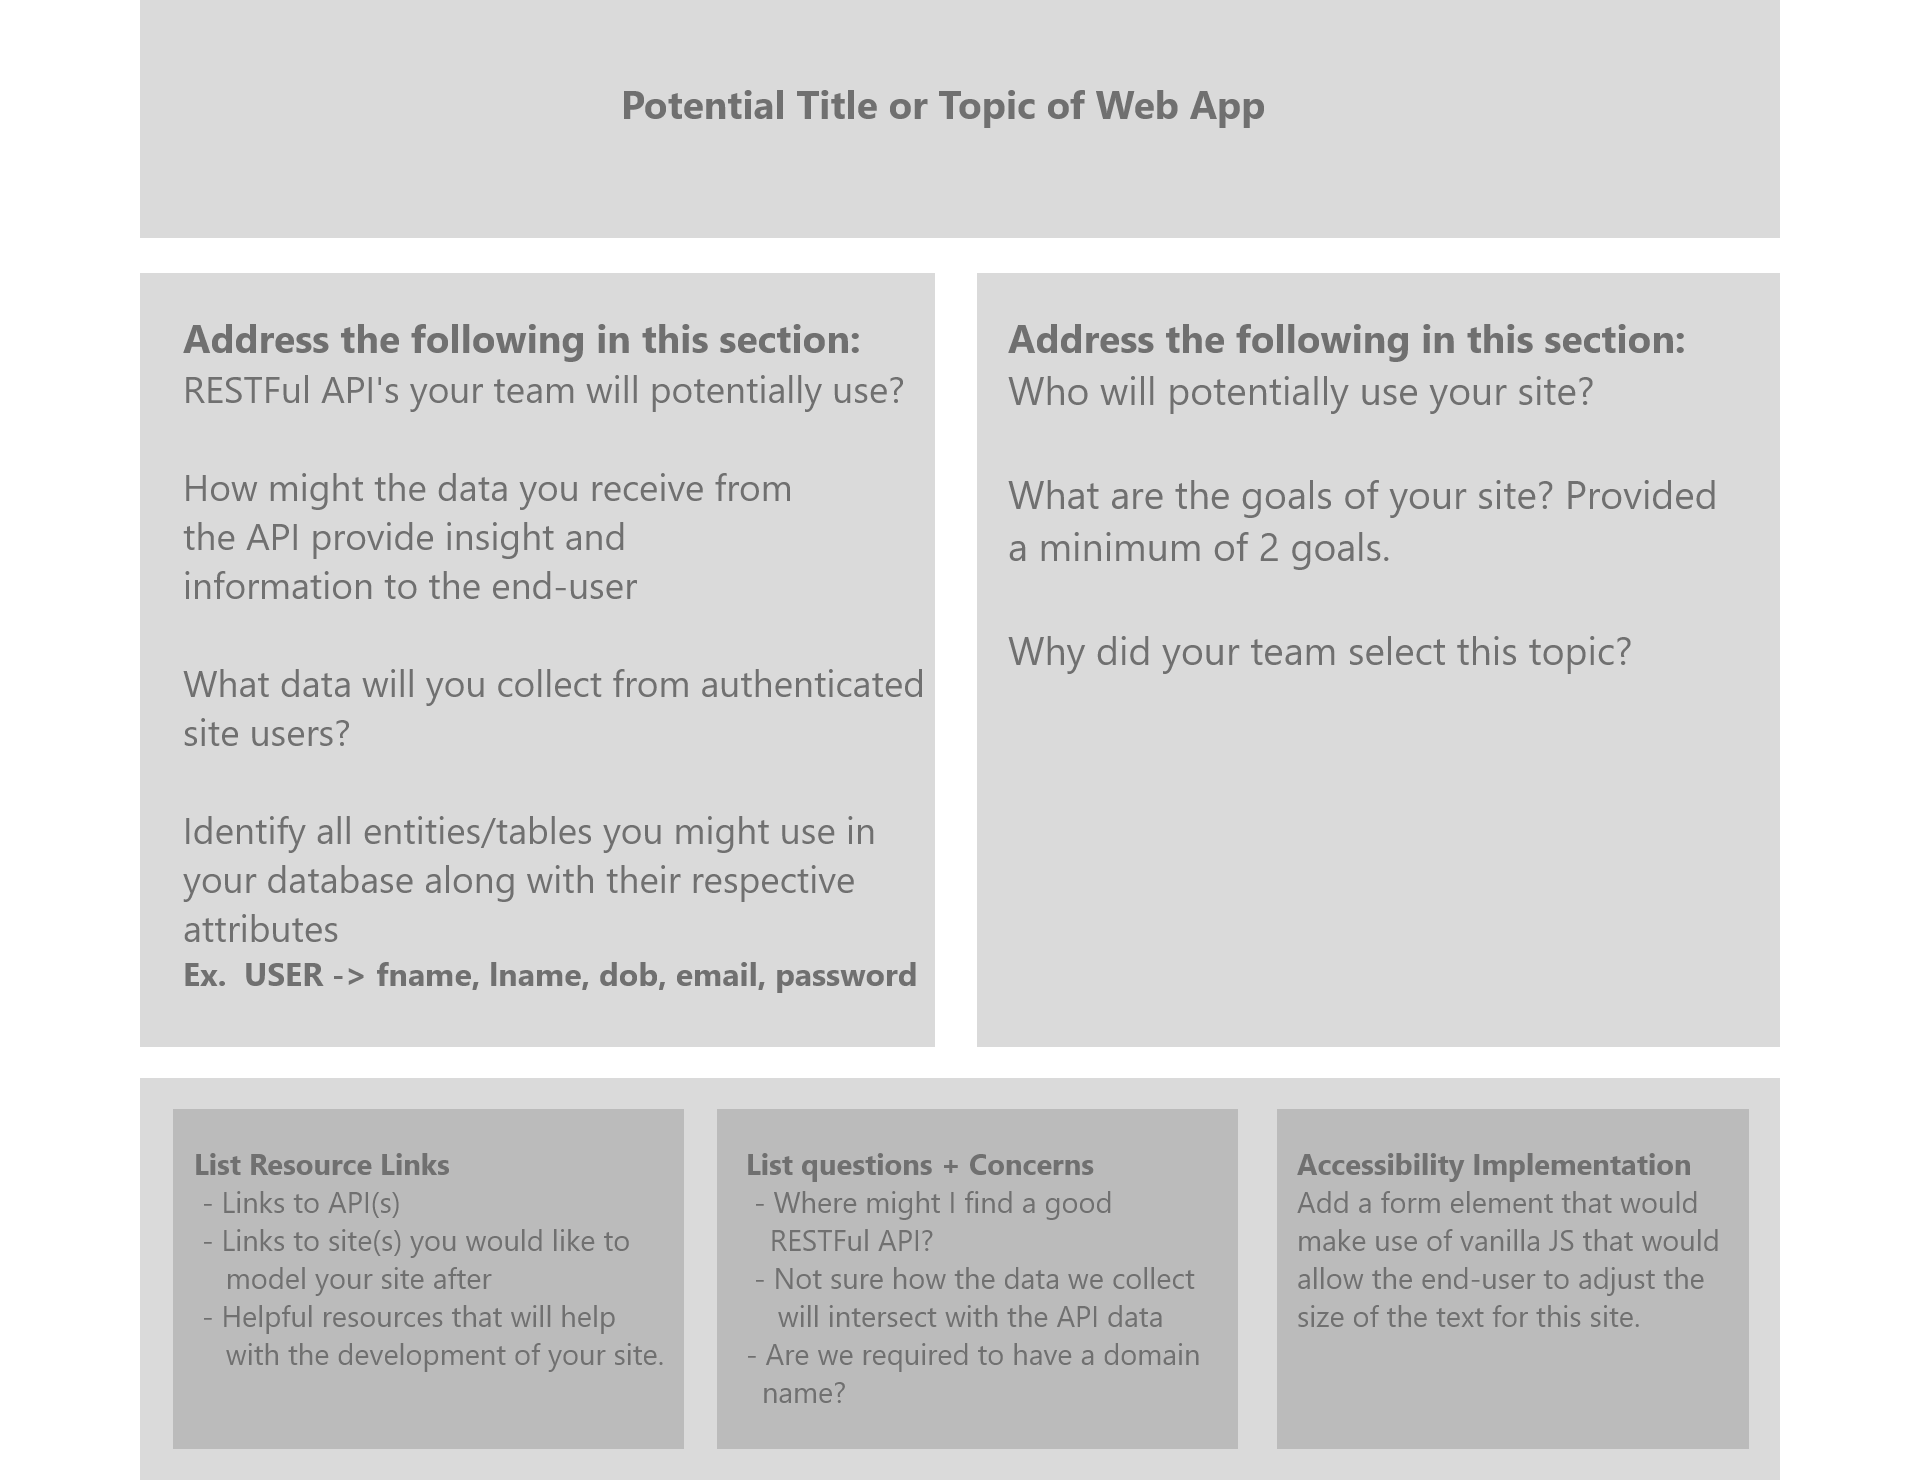 Potential Title or Topic of Web App
Address the following in this section:
RESTFul API's your team will potentially use?
How might the data you receive from
the API provide insight and
information to the end-user
What data will you collect from authenticated
site users?
Identify all entities/tables you might use in
your database along with their respective
attributes
Ex.  USER -> fname, lname, dob, email, password
Address the following in this section:
Who will potentially use your site?
What are the goals of your site? Provided
a minimum of 2 goals.
Why did your team select this topic?
List Resource Links
- Links to API(s)
- Links to site(s) you would like to
model your site after
- Helpful resources that will help
with the development of your site.
List questions + Concerns
- Where might I find a good
RESTFul API?
- Not sure how the data we collect
will intersect with the API data
- Are we required to have a domain
name?
Accessibility Implementation
Add a form element that would
make use of vanilla JS that would
allow the end-user to adjust the
size of the text for this site.